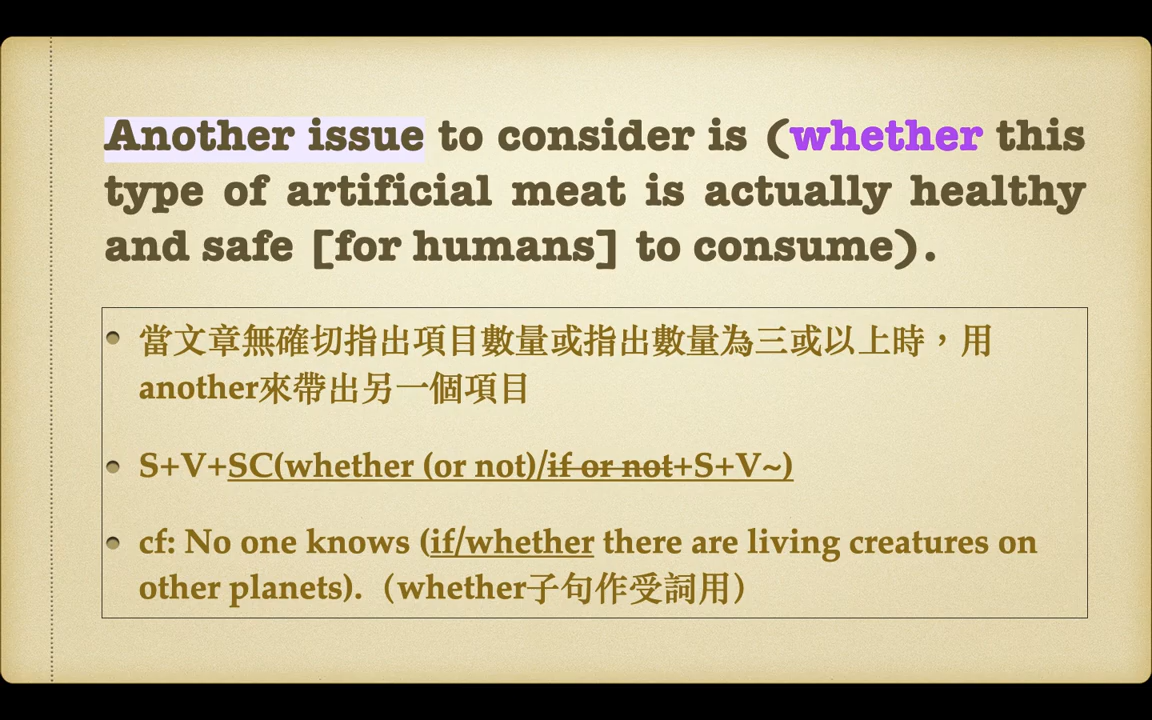 Another issue to consider is (whether this
type of artificial meat is actually healthy
and safe [for humans] to consume).
• 當文章無確切指出項目數量或指出數量為三或以上時，用
another來帶出另一個項目
• S+V+SC(whether (or not)/if or not+S+V~)
• cf: No one knows (if/whether there are living creatures on
other planets).（whether子句作受詞用）